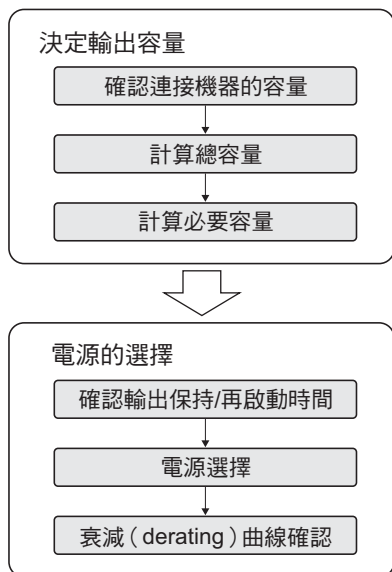 決定輸出容量
確認連接機器的容量
計算總容量
計算必要容量
電源的選擇
確認輸出保持/再啟動時間
電源選擇
衰減（derating）曲線確認